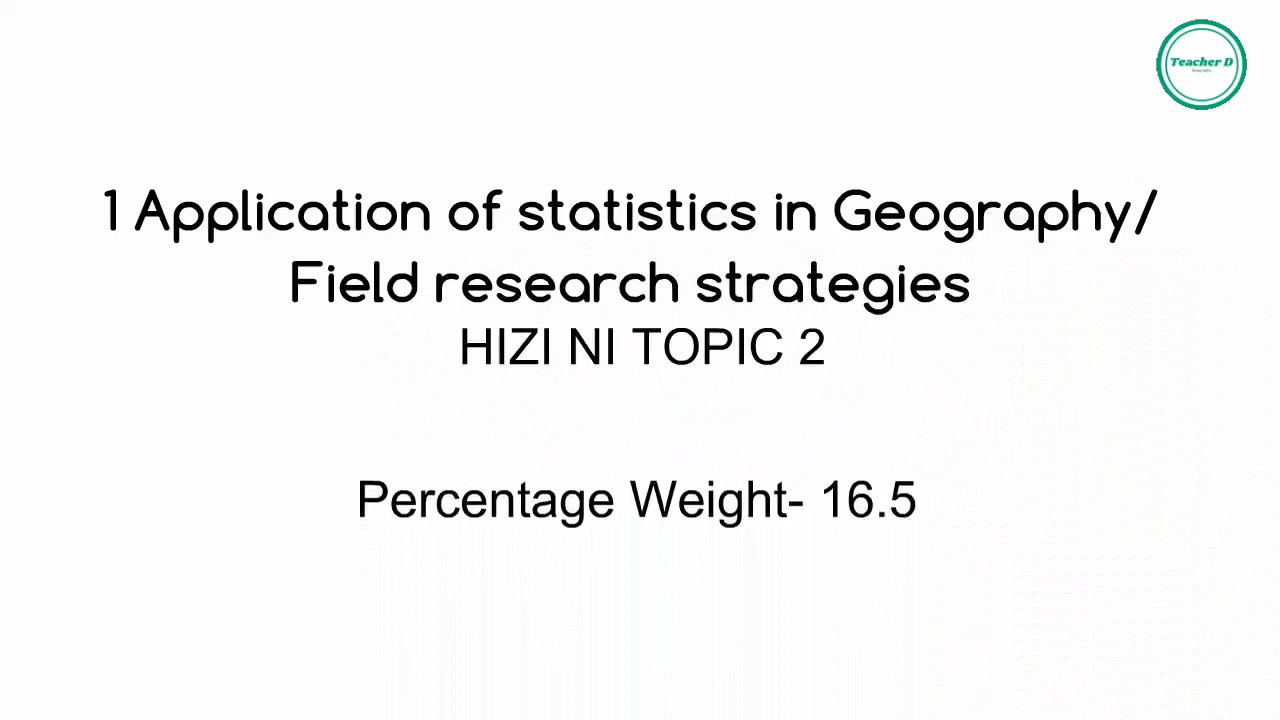 Teacher D
1 Application of statistics in Geography/
Field research strategies
HIZI NI TOPIC 2
Percentage Weight- 16.5